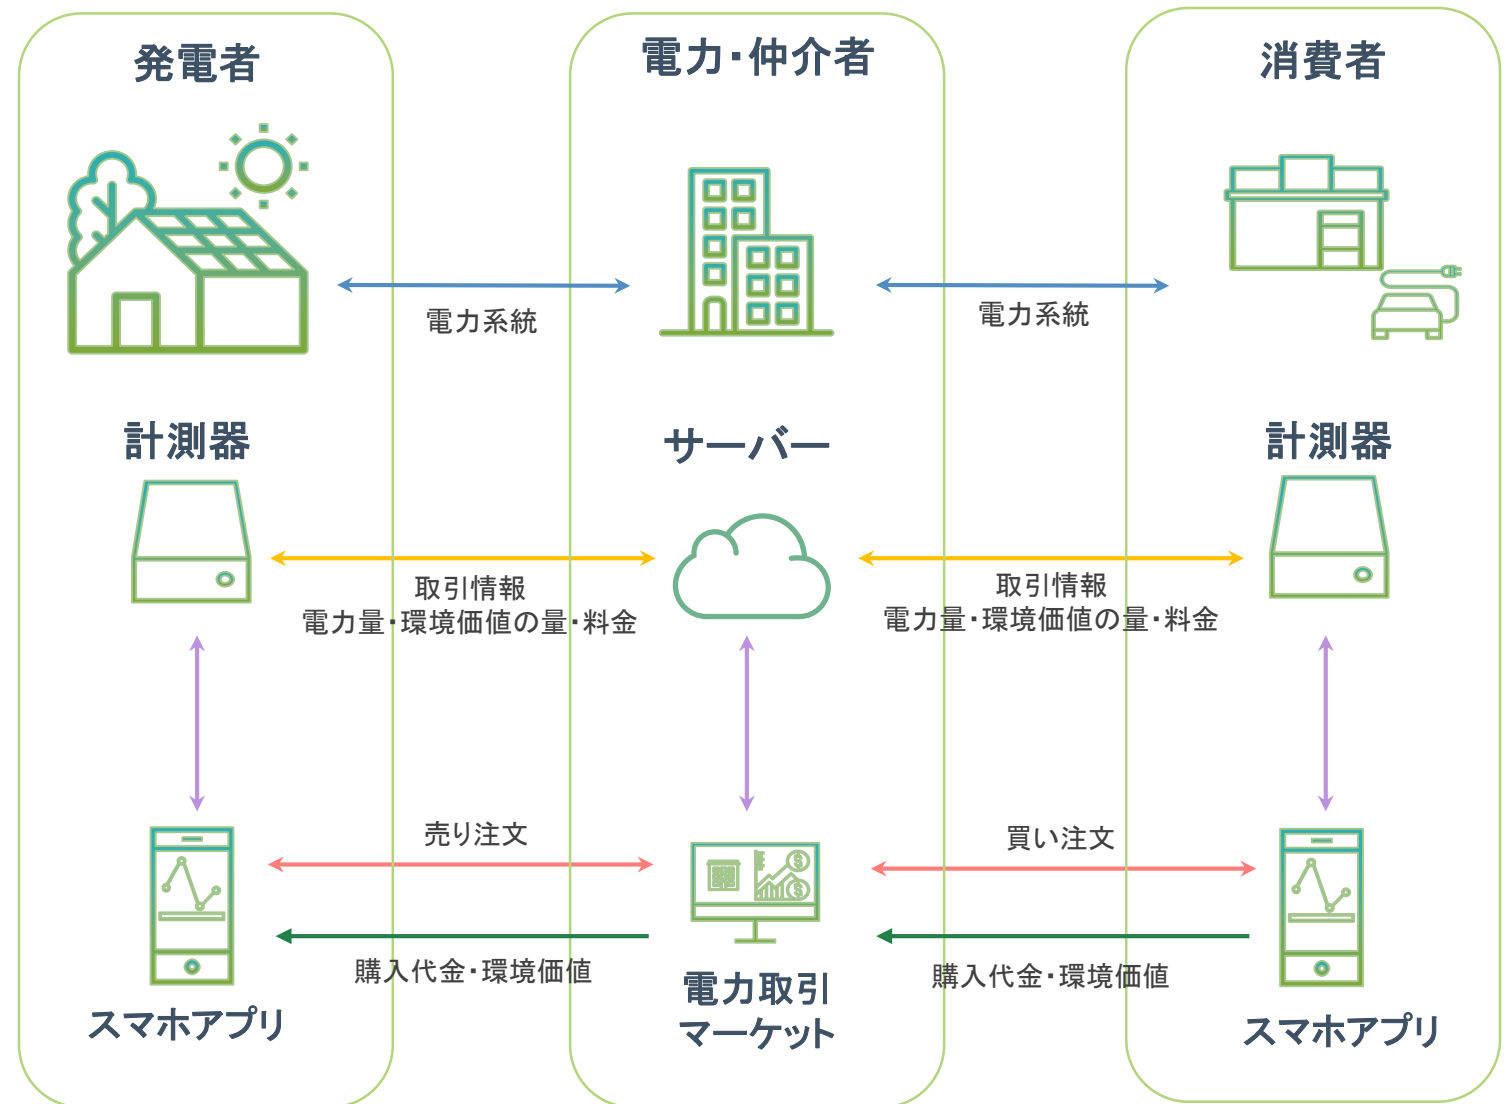 発電者
電力・仲介者
消費者
電力系統
電力系統
計測器
サーバー
計測器
取引情報
電力量・環境価値の量・料金
取引情報
電力量・環境価値の量・料金
売り注文
買い注文
購入代金・環境価値
購入代金・環境価値
スマホアプリ
電力取引
マーケット
スマホアプリ